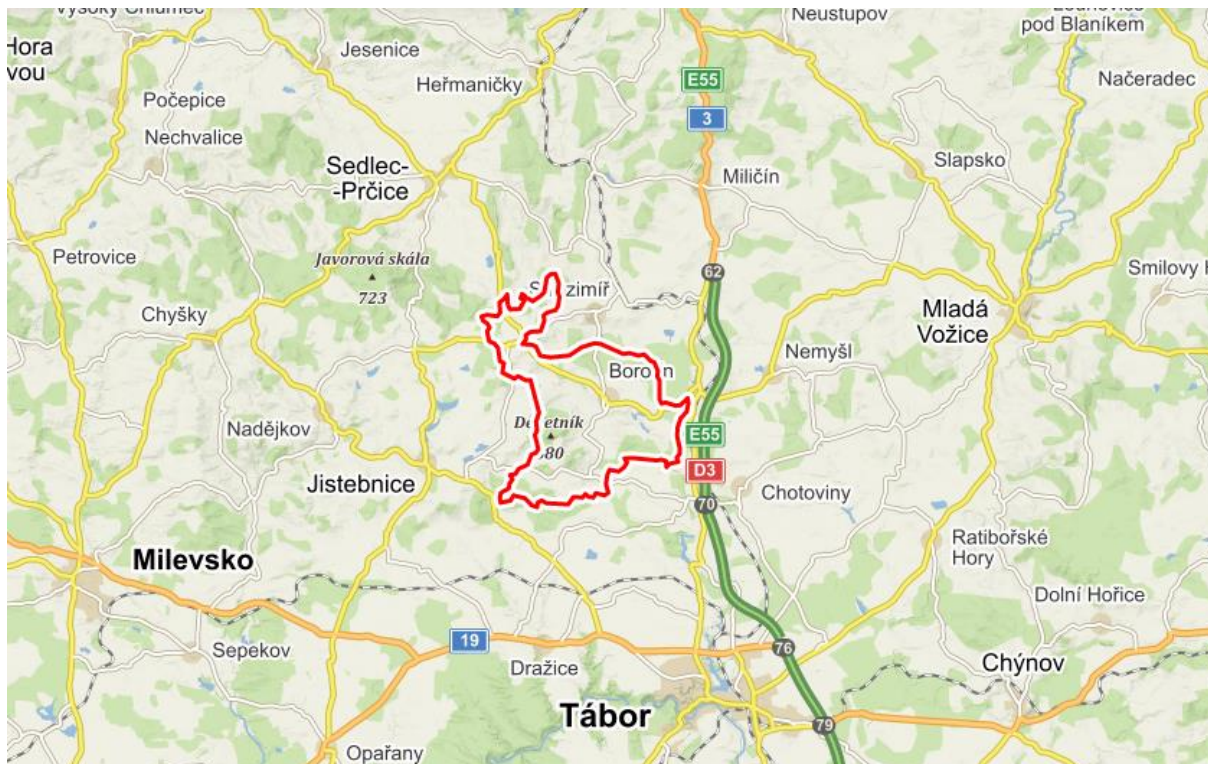 Neustupov
pod Blaníkem
Hora
vou
Jesenice
Heřmaničky
E55
Načeradec
Počepice
3
Nechvalice
Sedlec-
-Prčice
Miličín
Slapsko
Petrovice
Javorová skála
723
62
Smilovy H
Chyšky
Mladá
Vožice
Nemyšl
Nadějkov
680
E55
Jistebnice
D3
Chotoviny
70
Ratibořské
Hory
Milevsko
Dolní Hořice
19
76
Sepekov
Dražice
Chýnov
Tábor
79
Opařany